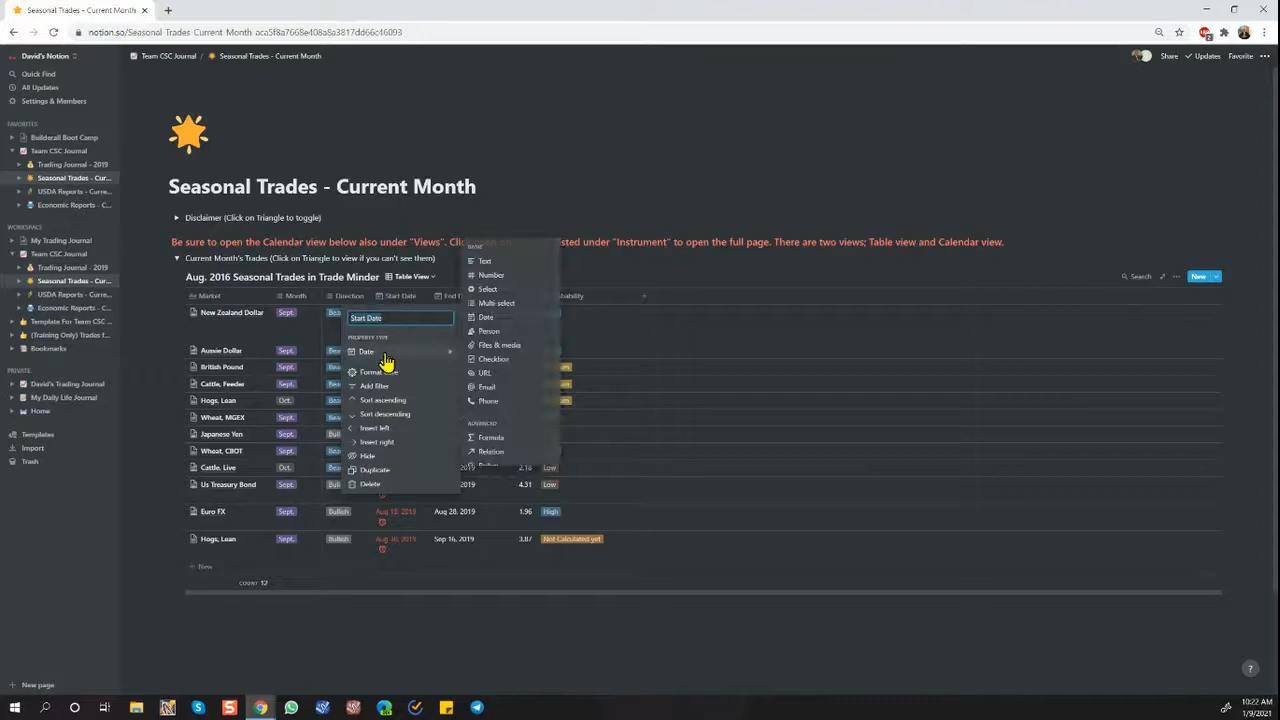 Seasonal Trades - Current Month
notion.so/Seasonal-Trades-Current-Month-aca5f8a7668e408a8a3817dd66c46093
David's Notion
Team CSC Journal / Seasonal Trades - Current Month
Share Updates Favorite
Quick Find
All Updates
Settings & Members
FAVORITES
Builderall Boot Camp
Team CSC Journal
Trading Journal - 2019
Seasonal Trades - Cur...
USDA Reports - Curre...
Economic Reports - C...
WORKSPACE
My Trading Journal
Team CSC Journal
Trading Journal - 2019
Seasonal Trades - Cur...
USDA Reports - Curre...
Economic Reports - C...
Template For Team CSC ...
(Training Only) Trades f...
Bookmarks
PRIVATE
David's Trading Journal
My Daily Life Journal
Home
Templates
Import
Trash
New page
Seasonal Trades - Current Month
Disclaimer (Click on Triangle to toggle)
Be sure to open the Calendar view below also under "Views". Click listed under "Instrument" to open the full page. There are two views; Table view and Calendar view.
Current Month's Trades (Click on Triangle to view if you can't see them)
Aug. 2016 Seasonal Trades in Trade Minder Table View
Search New
Market Month Direction Start Date End D
New Zealand Dollar Sept. Bea
Aussie Dollar Sept.
British Pound Sept.
Cattle, Feeder Sept.
Hogs, Lean Oct.
Wheat, MGEX Sept.
Japanese Yen Sept.
Wheat, CBOT Sept.
Cattle, Live Oct. 2.18 Low
Us Treasury Bond Sept. Bullish 4.31 Low
Euro FX Sept. Bullish Aug 13, 2019 Aug 28, 2019 1.96 High
Hogs, Lean Sept. Bullish Aug 30, 2019 Sep 16, 2019 3.87 Not Calculated yet
New
COUNT 12
Start Date
PROPERTY TYPE
Date
Format
Add filter
Sort ascending
Sort descending
Insert left
Insert right
Hide
Duplicate
Delete
BASIC
Text
Number
Select
Multi-select
Date
Person
Files & media
Checkbox
URL
Email
Phone
ADVANCED
Formula
Relation
?
10:22 AM
1/9/2021